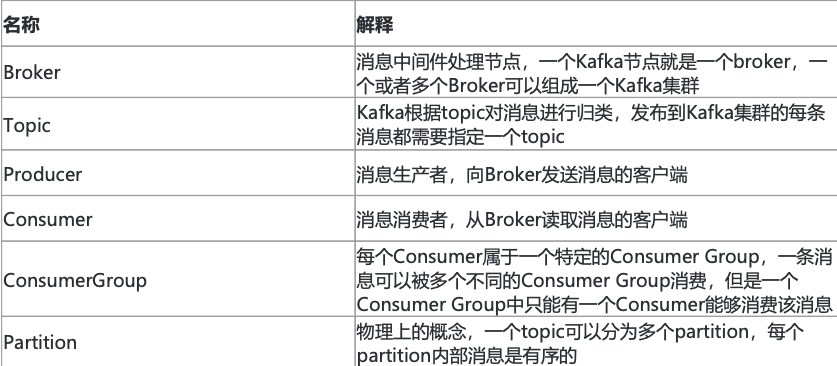 名称
解释
Broker
消息中间件处理节点，一个Kafka节点就是一个broker，一
个或者多个Broker可以组成一个Kafka集群
Topic
Kafka根据topic对消息进行归类，发布到Kafka集群的每条
消息都需要指定一个topic
Producer
消息生产者，向Broker发送消息的客户端
Consumer
消息消费者，从Broker读取消息的客户端
ConsumerGroup
每个Consumer属于一个特定的Consumer Group，一条消
息可以被多个不同的Consumer Group消费，但是一个
Consumer Group中只能有一个Consumer能够消费该消息
Partition
物理上的概念，一个topic可以分为多个partition，每个
partition内部消息是有序的